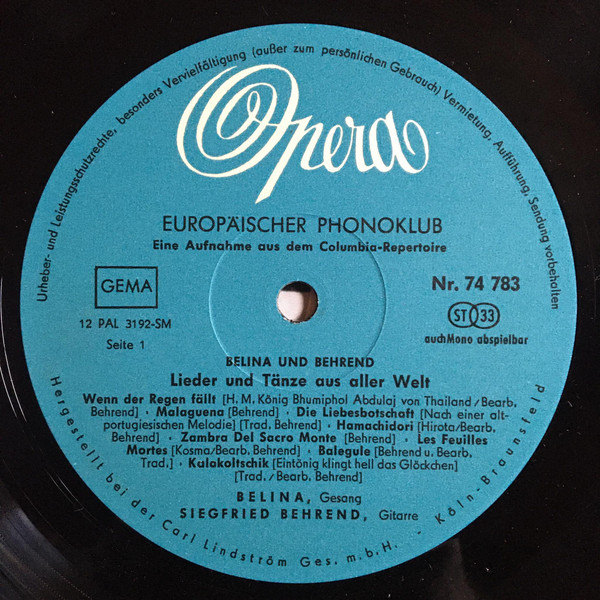 Urheber- und Leistungsschutzrechte, besonders Vervielfältigung (außer zum persönlichen Gebrauch) Vermietung, Aufführung, Sendung vorbehalten
Opera
EUROPÄISCHER PHONOKLUB
Eine Aufnahme aus dem Columbia-Repertoire
GEMA
Nr. 74 783
12 PAL 3192-SM
ST 33
Seite 1
auchMono abspielbar
BELINA UND BEHREND
Lieder und Tänze aus aller Welt
Wenn der Regen fällt [H. M. König Bhumiphol Abdulaj von Thailand / Bearb.
Behrend] · Malaguena [Behrend] · Die Liebesbotschaft [Nach einer alt-
portugiesischen Melodie] [Trad. Behrend] · Hamachidori [Hirota/Bearb.
Behrend] · Zambra Del Sacro Monte [Behrend] · Les Feuilles
Mortes [Kosma/Bearb. Behrend] · Balegule [Behrend u. Bearb.
Trad.] · Kulokoltschik [Eintönig klingt hell das Glöckchen]
[Trad. / Bearb. Behrend]
BELINA, Gesang
SIEGFRIED BEHREND, Gitarre
Hergestellt bei der Carl Lindström Ges. m. b. H. - Köln-Braunsfeld